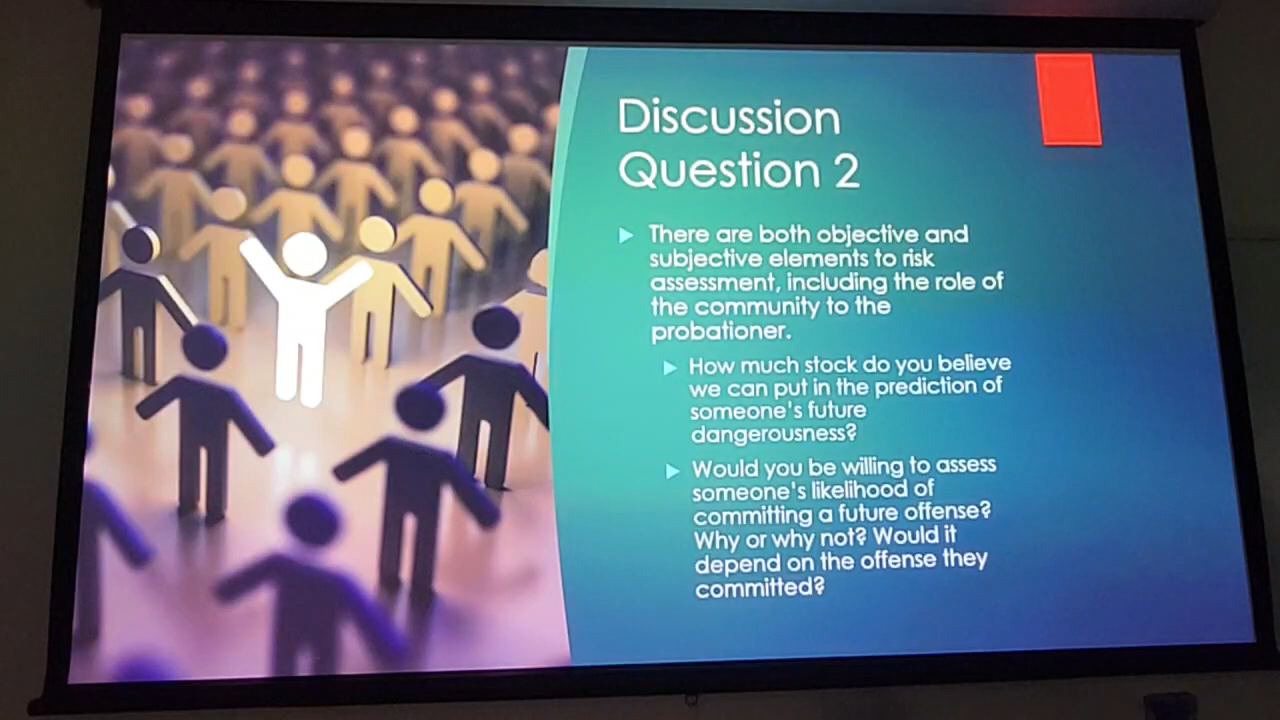 Discussion
Question 2
There are both objective and
subjective elements to risk
assessment, including the role of
the community to the
probationer.
How much stock do you believe
we can put in the prediction of
someone's future
dangerousness?
Would you be willing to assess
someone's likelihood of
committing a future offense?
Why or why not? Would it
depend on the offense they
committed?